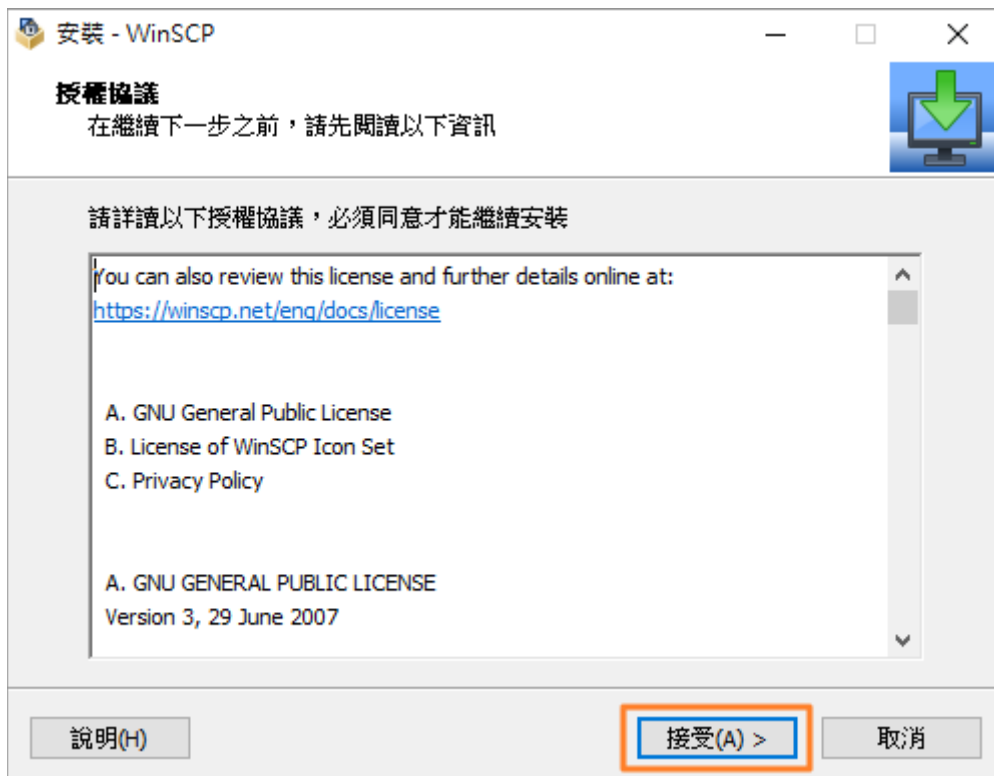 安裝 - WinSCP
授權協議
在繼續下一步之前，請先閱讀以下資訊
請詳讀以下授權協議，必須同意才能繼續安裝
You can also review this license and further details online at:
https://winscp.net/eng/docs/license
A. GNU General Public License
B. License of WinSCP Icon Set
C. Privacy Policy
A. GNU GENERAL PUBLIC LICENSE
Version 3, 29 June 2007
說明(H)
接受(A) >
取消